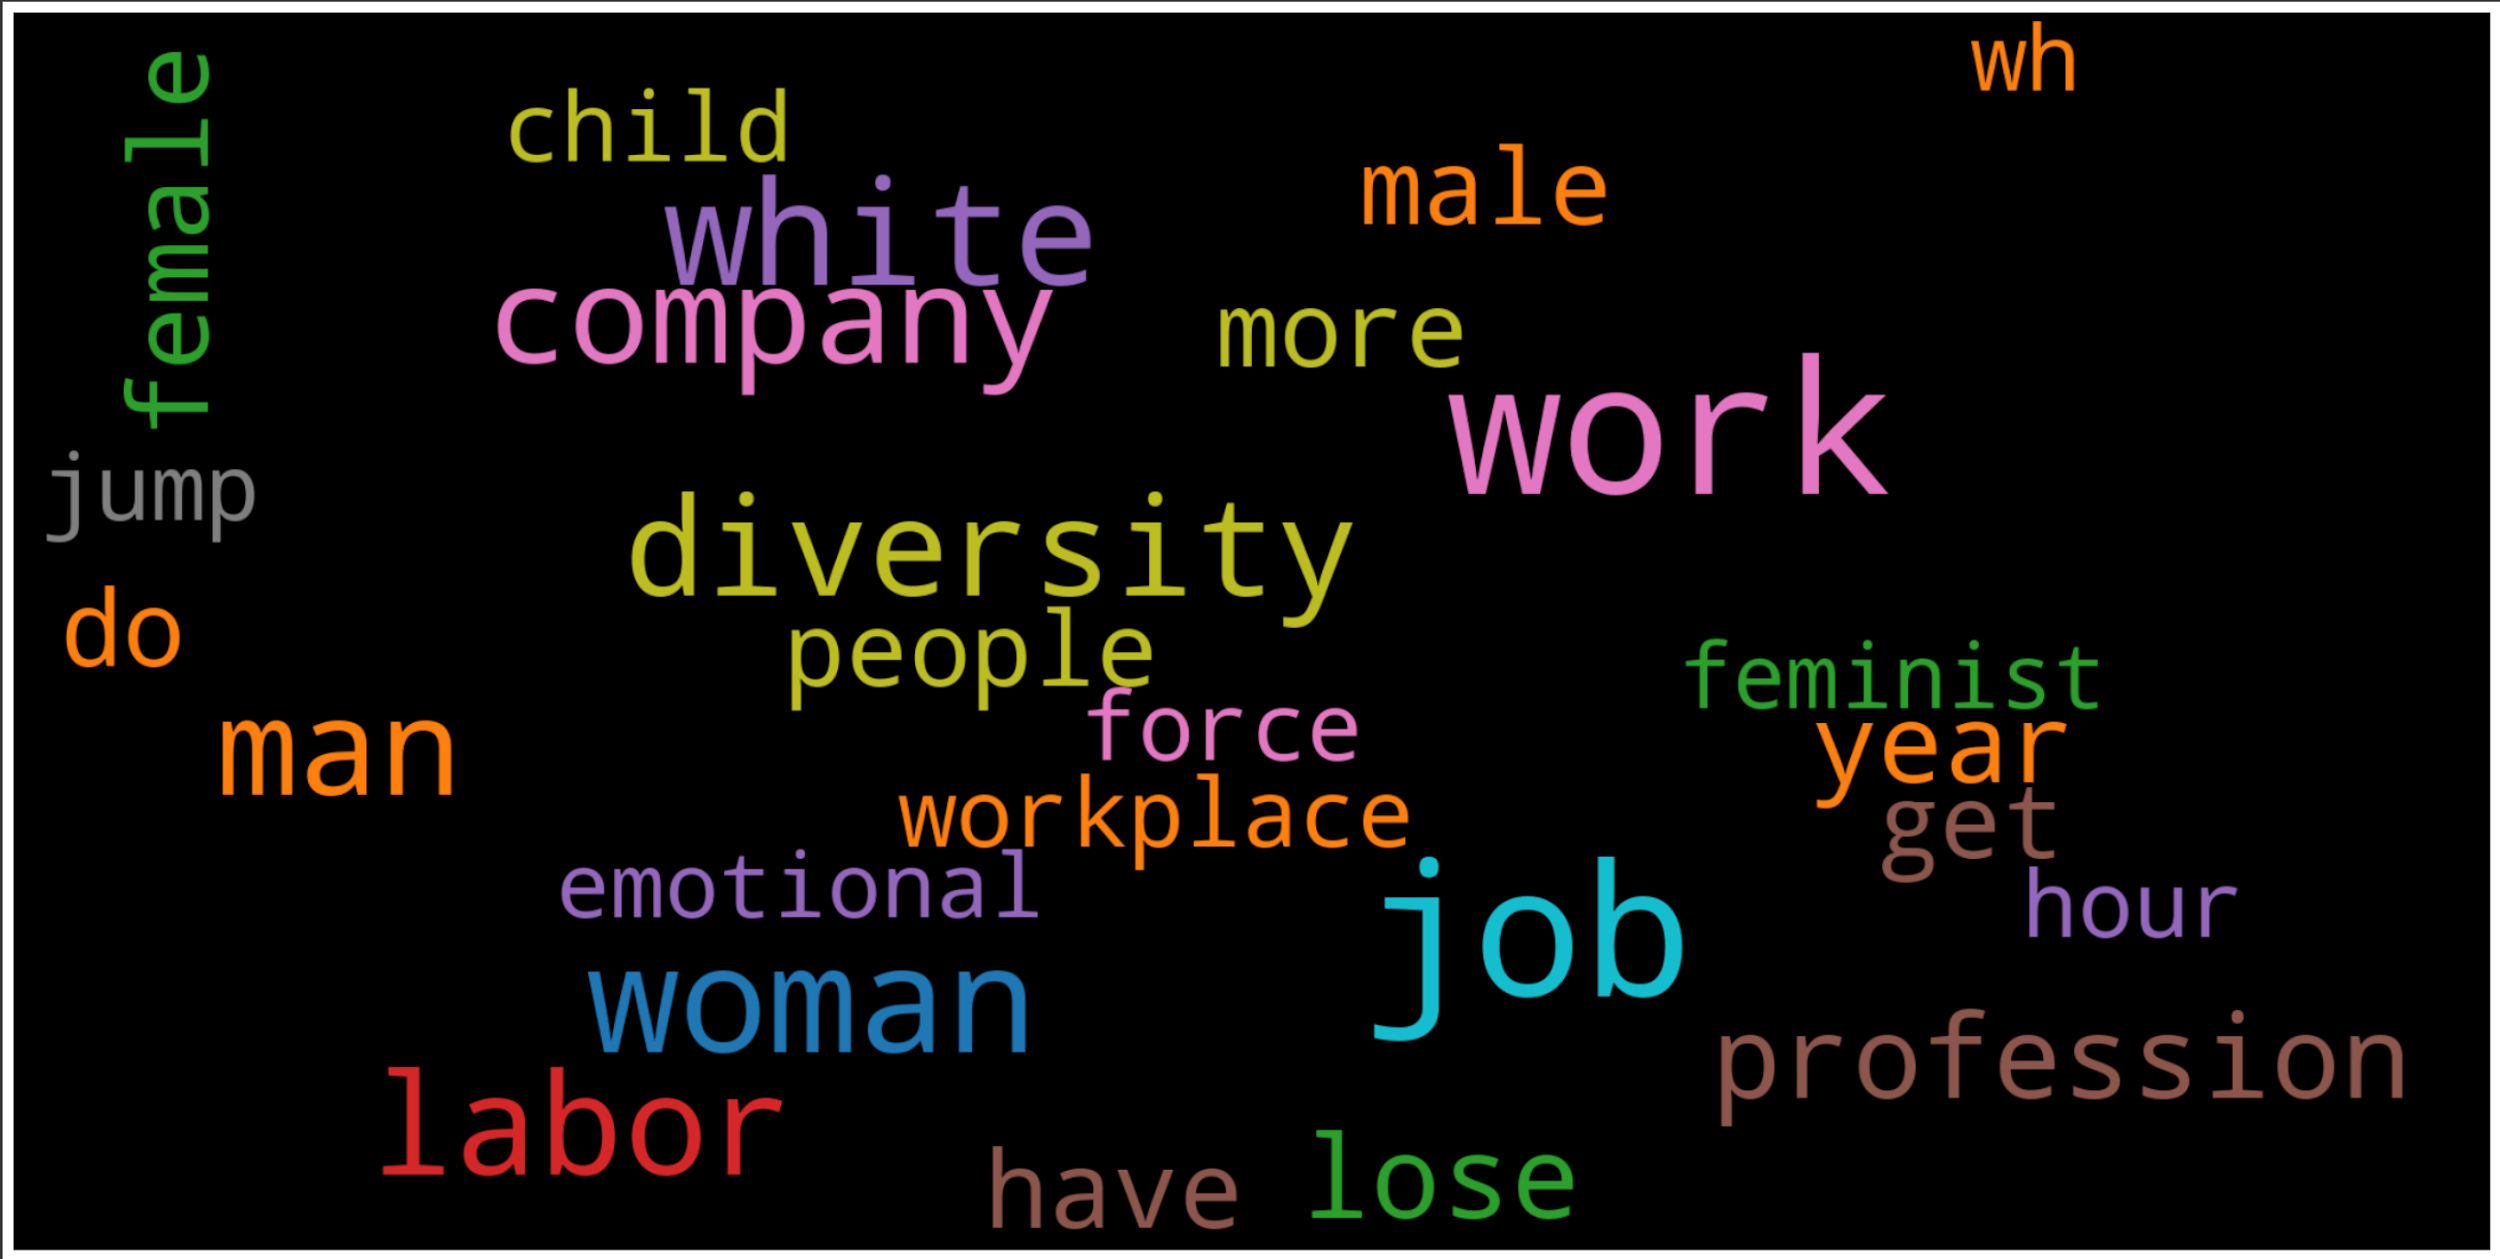 wh
female
child
male
white
company
more
work
jump
diversity
do
people
feminist
force
man
year
workplace
get
emotional
job
hour
woman
profession
labor
have
lose